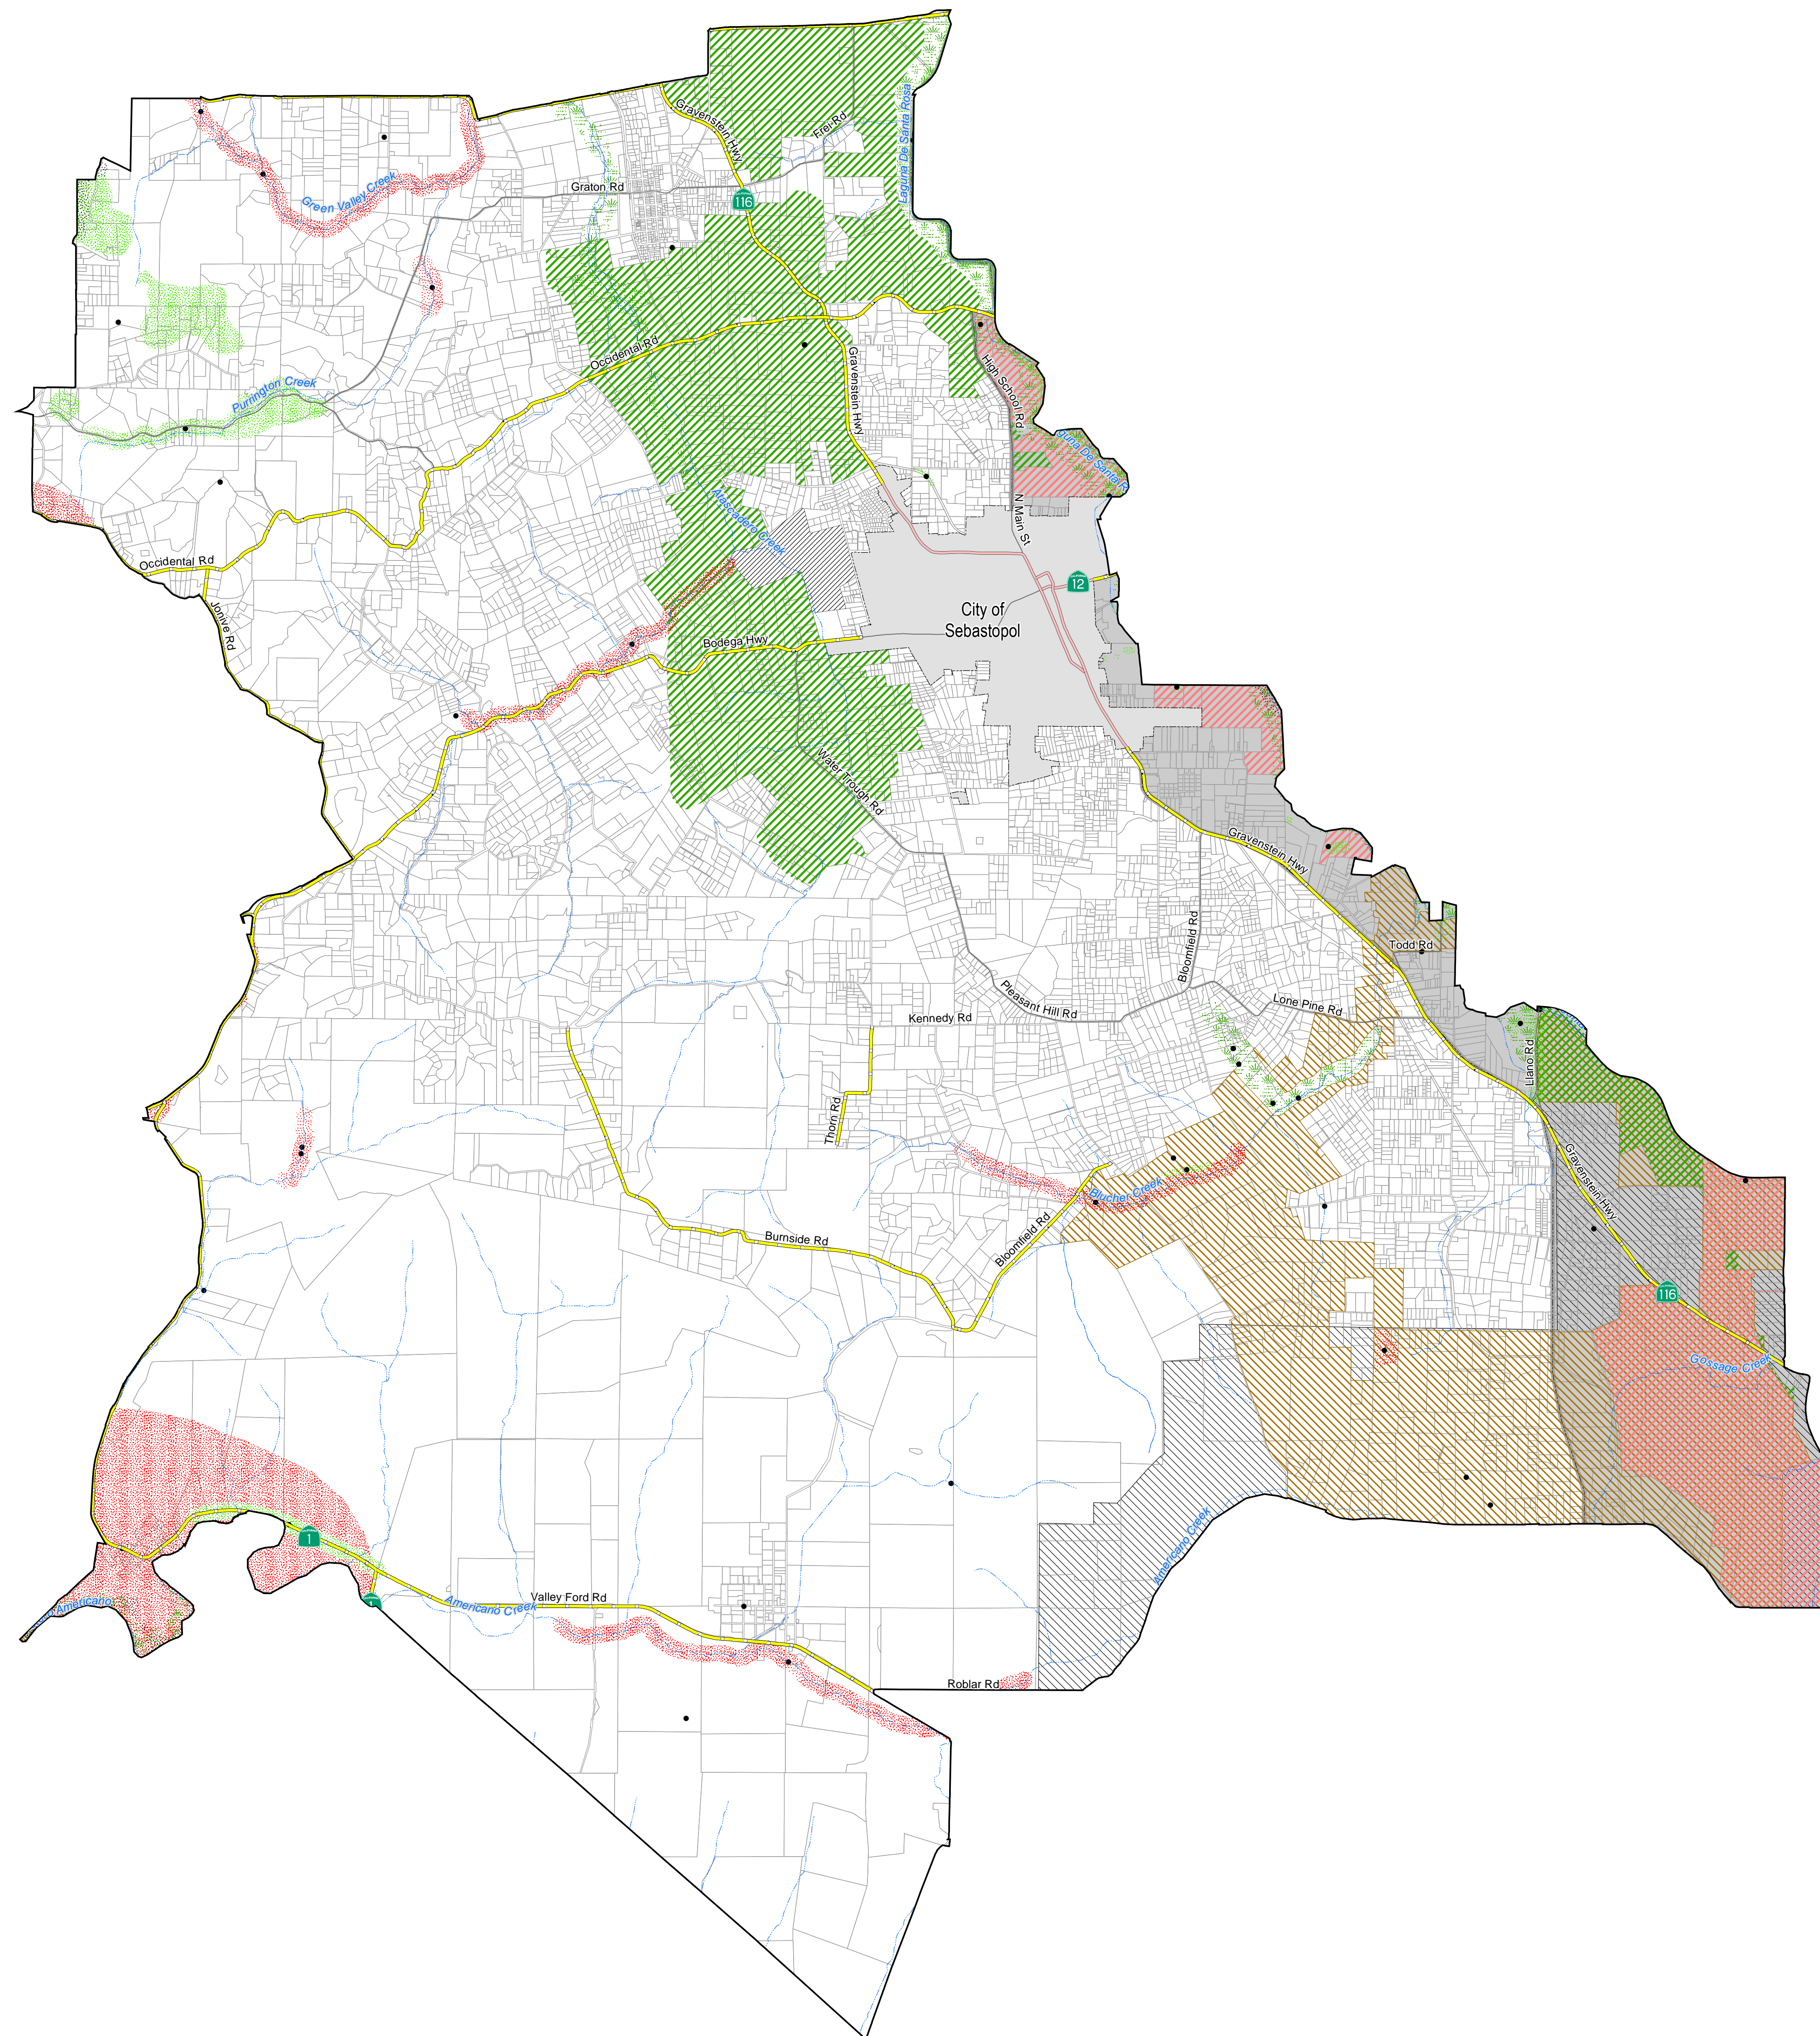 Laguna De Santa Rosa
Gravenstein Hwy
Frei Rd
Graton Rd
116
Green Valley Creek
Occidental Rd
Gravenstein Hwy
High School Rd
Purrington Creek
guna De Santa R
Atascadero Creek
N Main St
Occidental Rd
12
City of
Sebastopol
Jonive Rd
Bodega Hwy
Water Trough Rd
Gravenstein Hwy
Bloomfield Rd
Todd Rd
Pleasant Hill Rd
Lone Pine Rd
Kennedy Rd
Llano Rd
Thorn Rd
Gravenstein Hwy
Blucher Creek
Bloomfield Rd
Burnside Rd
116
Gossage Creek
1
Americano Creek
Valley Ford Rd
Americano Creek
o Americano
1
Roblar Rd